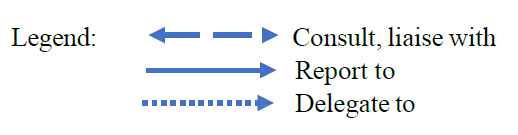 Legend: Consult, liaise with
Report to
Delegate to